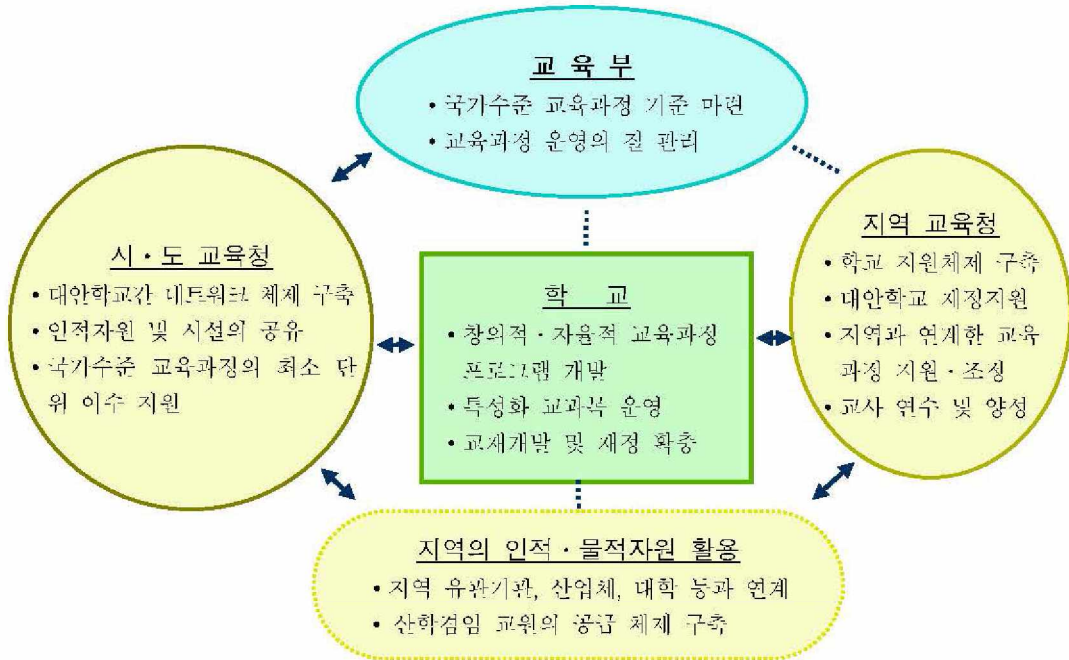 교 육 부
• 국가수준 교육과정 기준 마련
• 교육과정 운영의 질 관리
시・도 교육청
• 대안학교간 네트워크 체제 구축
• 인적자원 및 시설의 공유
• 국가수준 교육과정의 최소 단
위 이수 지원
학 교
• 창의적・자율적 교육과정
프로그램 개발
• 특성화 교과목 운영
• 교재개발 및 재정 확충
지역 교육청
• 학교 지원체제 구축
• 대안학교 재정지원
• 지역과 연계한 교육
과정 지원・조정
• 교사 연수 및 양성
지역의 인적・물적자원 활용
• 지역 유관기관, 산업체, 대학 등과 연계
• 산학겸임 교원의 공급 체제 구축